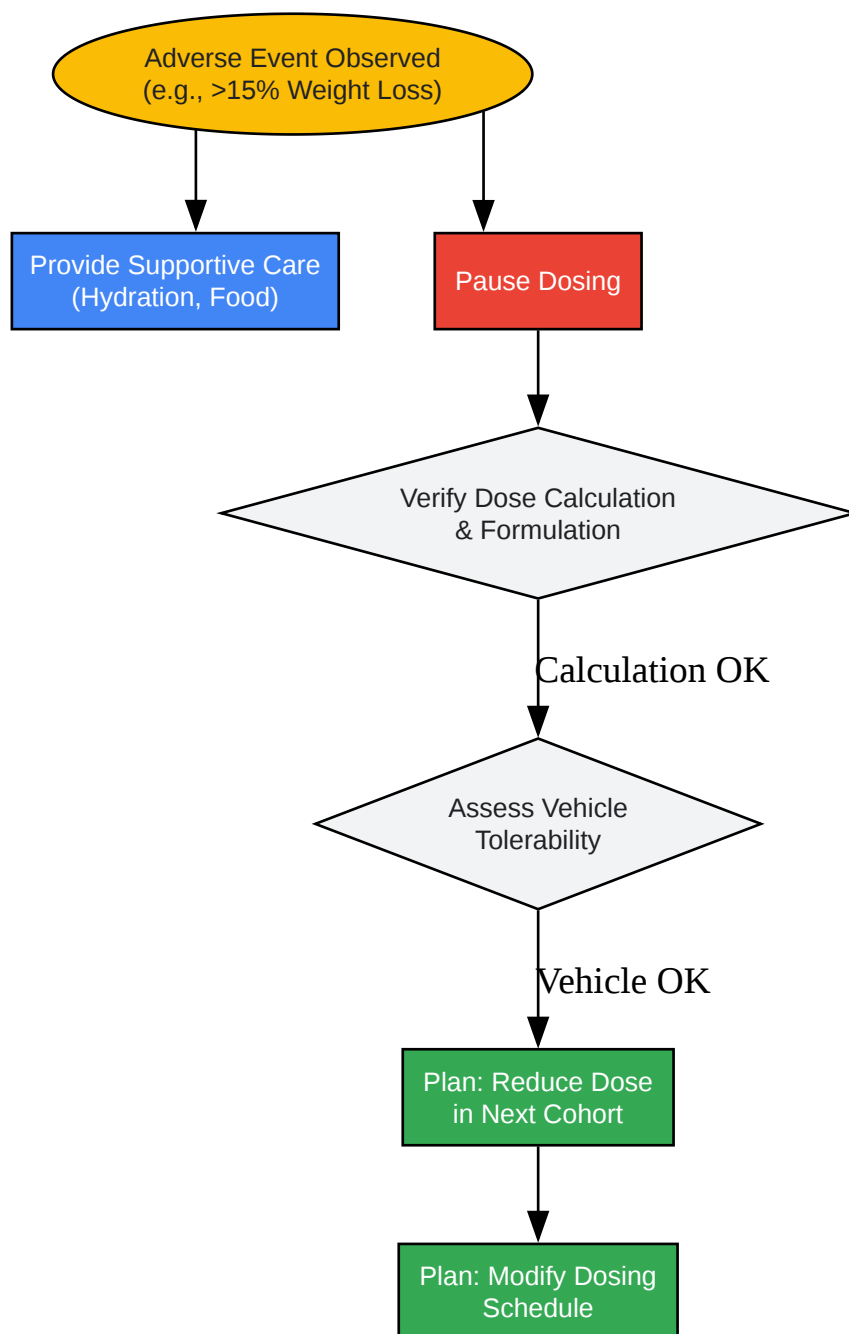 Adverse Event Observed
(e.g., >15% Weight Loss)
Provide Supportive Care
(Hydration, Food)
Pause Dosing
Verify Dose Calculation
& Formulation
Calculation OK
Assess Vehicle
Tolerability
Vehicle OK
Plan: Reduce Dose
in Next Cohort
Plan: Modify Dosing
Schedule